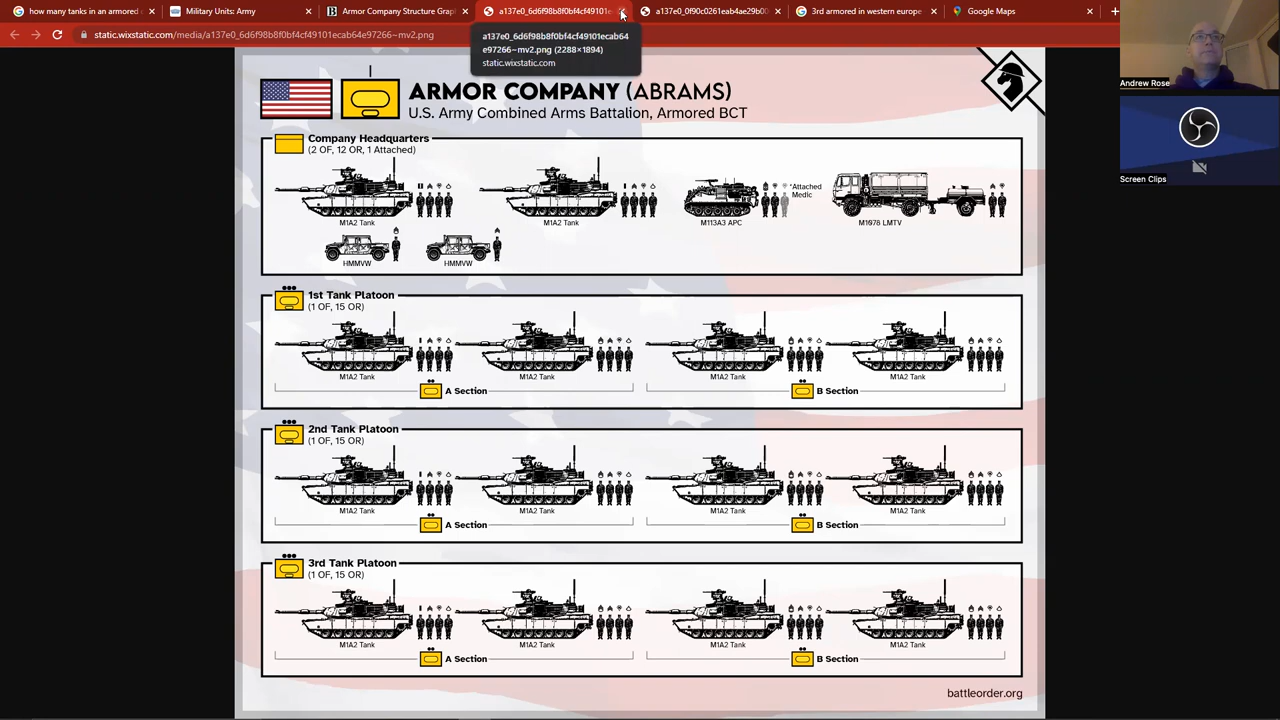 how many tanks in an armored c
Military Units: Army
Armor Company Structure Grap
a137e0_6d6f98b8f0bf4cf49101e
a137e0_0f90c0261eab4ae29b00
3rd armored in western europe
Google Maps
static.wixstatic.com/media/a137e0_6d6f98b8f0bf4cf49101ecab64e97266~mv2.png
a137e0_6d6f98b8f0bf4cf49101ecab64
e97266~mv2.png (2288×1894)
static.wixstatic.com
Andrew Rose
Screen Clips
ARMOR COMPANY (ABRAMS)
U.S. Army Combined Arms Battalion, Armored BCT
Company Headquarters
(2 OF, 12 OR, 1 Attached)
M1A2 Tank
M1A2 Tank
M113A3 APC
*Attached
Medic
M1078 LMTV
HMMVW
HMMVW
1st Tank Platoon
(1 OF, 15 OR)
M1A2 Tank
M1A2 Tank
M1A2 Tank
M1A2 Tank
A Section
B Section
2nd Tank Platoon
(1 OF, 15 OR)
M1A2 Tank
M1A2 Tank
M1A2 Tank
M1A2 Tank
A Section
B Section
3rd Tank Platoon
(1 OF, 15 OR)
M1A2 Tank
M1A2 Tank
M1A2 Tank
M1A2 Tank
A Section
B Section
battleorder.org